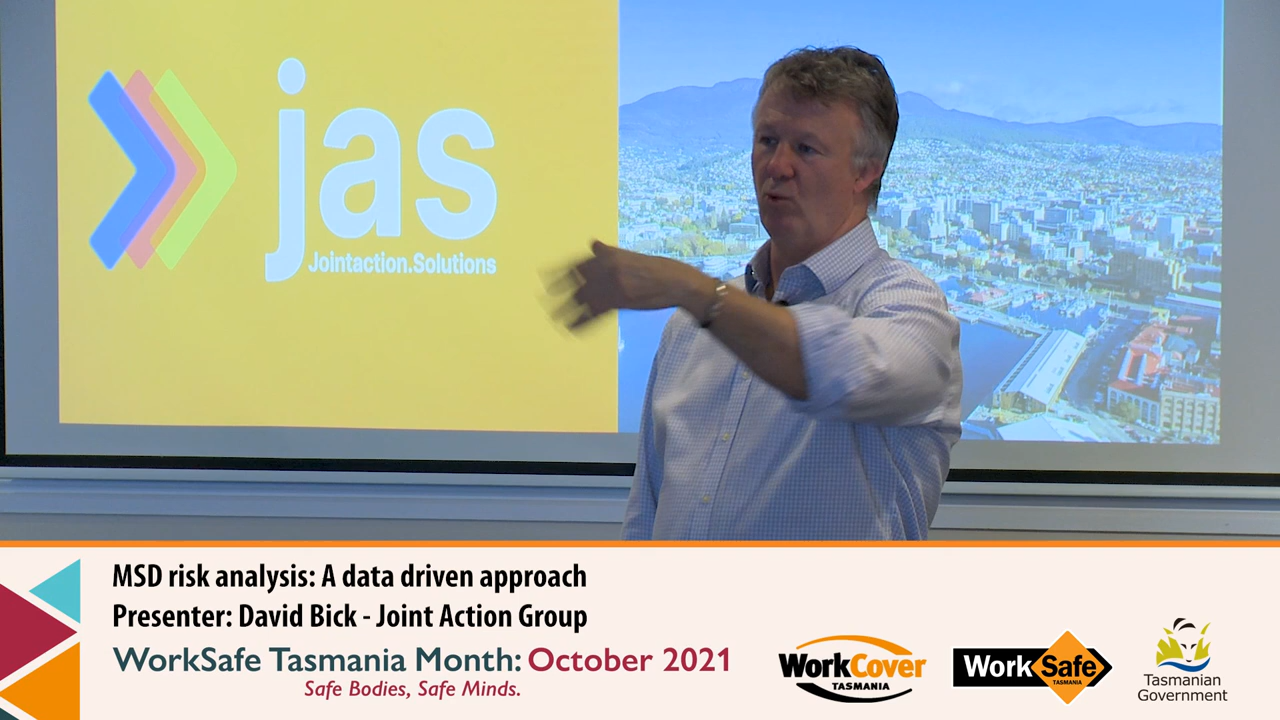 jas
Jointaction.Solutions
MSD risk analysis: A data driven approach
Presenter: David Bick - Joint Action Group
WorkSafe Tasmania Month: October 2021
Safe Bodies, Safe Minds.
WorkCover
TASMANIA
WorkSafe
TASMANIA
Tasmanian
Government